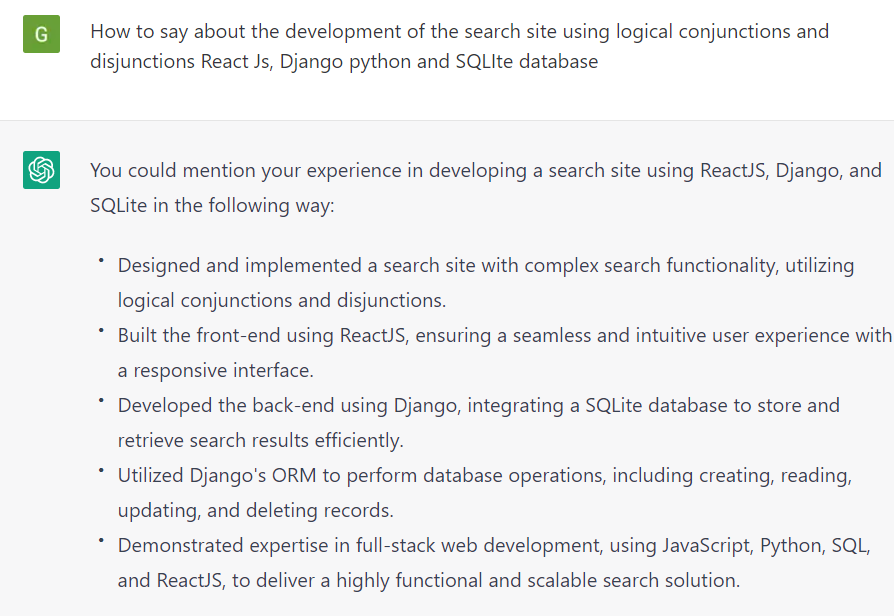 G
How to say about the development of the search site using logical conjunctions and
disjunctions React Js, Django python and SQLIte database
You could mention your experience in developing a search site using ReactJS, Django, and
SQLite in the following way:
• Designed and implemented a search site with complex search functionality, utilizing
logical conjunctions and disjunctions.
• Built the front-end using ReactJS, ensuring a seamless and intuitive user experience with
a responsive interface.
• Developed the back-end using Django, integrating a SQLite database to store and
retrieve search results efficiently.
• Utilized Django's ORM to perform database operations, including creating, reading,
updating, and deleting records.
• Demonstrated expertise in full-stack web development, using JavaScript, Python, SQL,
and ReactJS, to deliver a highly functional and scalable search solution.